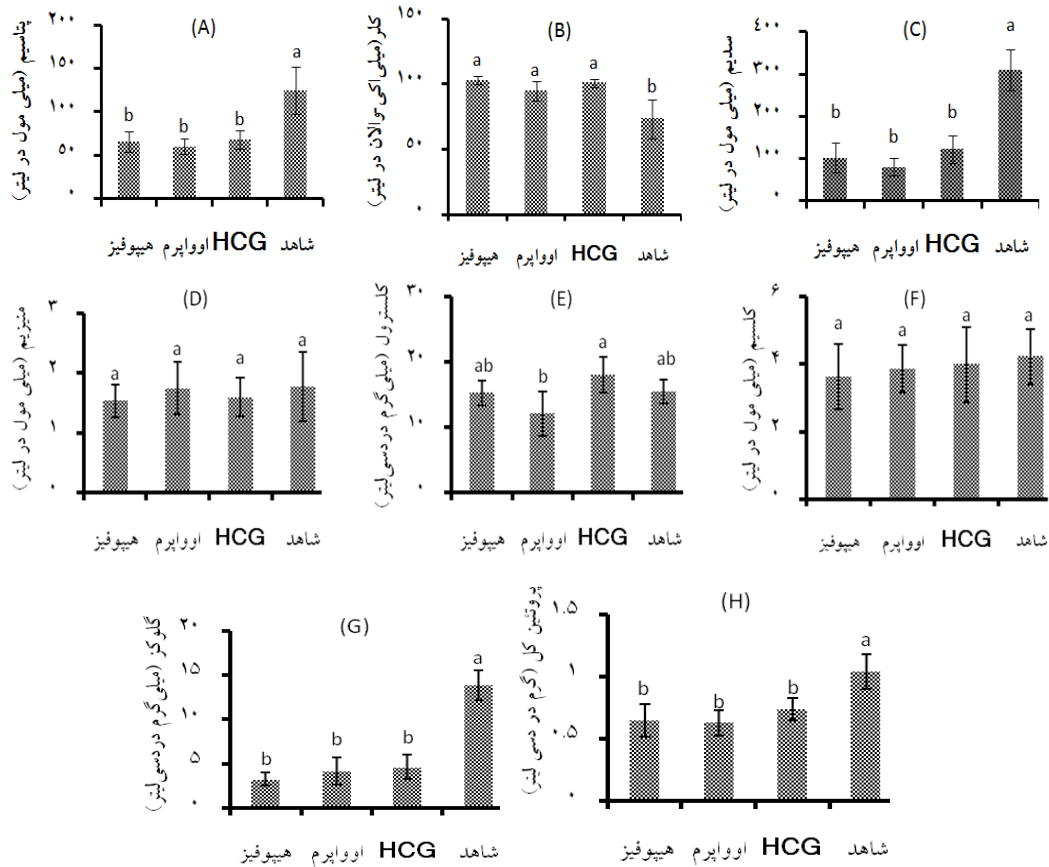 (A)
پتاسیم (میلی مول در لیتر)
۲۰۰
۱۵۰
۱۰۰
۵۰
۰
b
b
b
a
هیپوفیز اوواپرم HCG شاهد
(B)
کلر(میلی اکی-والان در لیتر)
۱۵۰
۱۰۰
۵۰
۰
a
a
a
b
هیپوفیز اوواپرم HCG شاهد
(C)
سدیم (میلی مول در لیتر)
۴۰۰
۳۰۰
۲۰۰
۱۰۰
۰
b
b
b
a
هیپوفیز اوواپرم HCG شاهد
(D)
منیزیم (میلی مول در لیتر)
۳
۲
۱
۰
a
a
a
a
هیپوفیز اوواپرم HCG شاهد
(E)
کلسترول (میلی‌گرم دردسی‌لیتر)
۳۰
۲۰
۱۰
۰
ab
b
a
ab
هیپوفیز اوواپرم HCG شاهد
(F)
کلسیم (میلی مول در لیتر)
۶
۴
۲
۰
a
a
a
a
هیپوفیز اوواپرم HCG شاهد
(G)
گلوکز (میلی‌گرم دردسی‌لیتر)
۲۰
۱۵
۱۰
۵
۰
b
b
b
a
هیپوفیز اوواپرم HCG شاهد
(H)
پروتئین کل (گرم در دسی لیتر)
۱.۵
۱
۰.۵
۰
b
b
b
a
هیپوفیز اوواپرم HCG شاهد